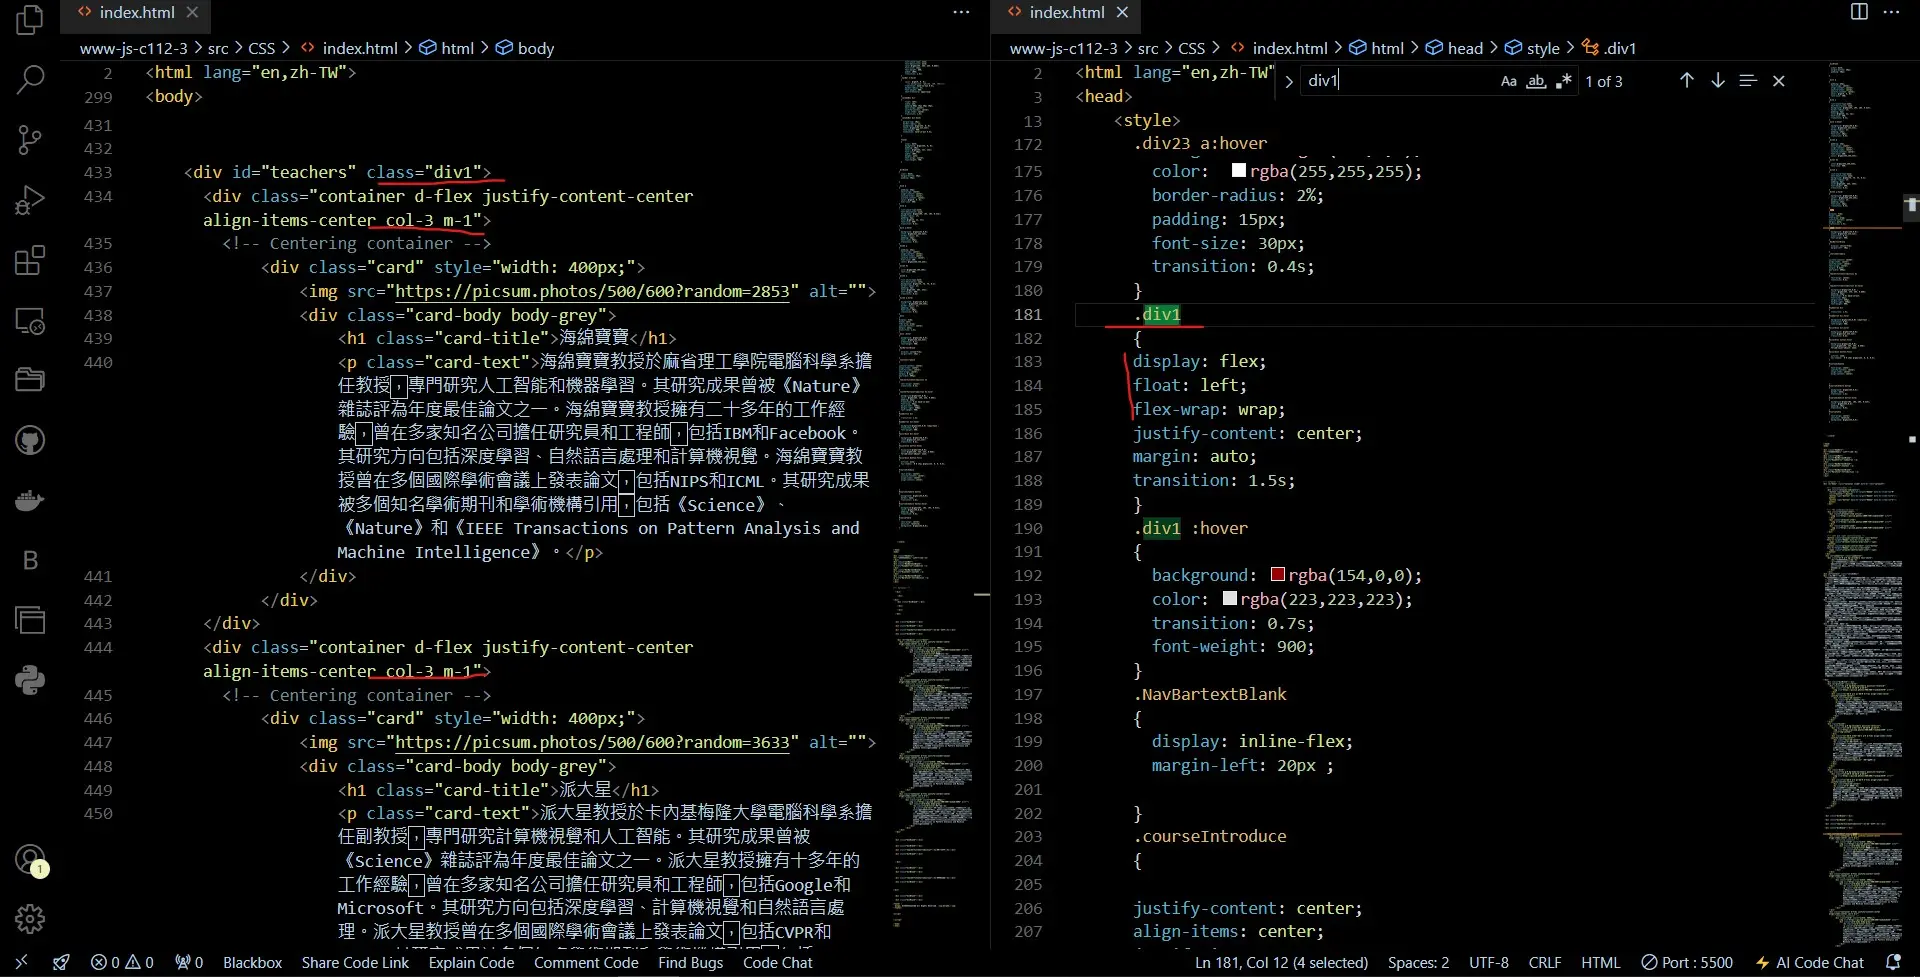 index.html
www-js-c112-3 > src > CSS > index.html > html > body
2 <html lang="en,zh-TW">
299 <body>
431
432
433 <div id="teachers" class="div1">
434 <div class="container d-flex justify-content-center
align-items-center col-3 m-1">
435 <!-- Centering container -->
436 <div class="card" style="width: 400px;">
437 <img src="https://picsum.photos/500/600?random=2853" alt="">
438 <div class="card-body body-grey">
439 <h1 class="card-title">海綿寶寶</h1>
440 <p class="card-text">海綿寶寶教授於麻省理工學院電腦科學系擔
任教授，專門研究人工智能和機器學習。其研究成果曾被《Nature》
雜誌評為年度最佳論文之一。海綿寶寶教授擁有二十多年的工作經
驗，曾在多家知名公司擔任研究員和工程師，包括IBM和Facebook。
其研究方向包括深度學習、自然語言處理和計算機視覺。海綿寶寶教
授曾在多個國際學術會議上發表論文，包括NIPS和ICML。其研究成果
被多個知名學術期刊和學術機構引用，包括《Science》、
《Nature》和《IEEE Transactions on Pattern Analysis and
Machine Intelligence》。</p>
441 </div>
442 </div>
443 </div>
444 <div class="container d-flex justify-content-center
align-items-center col-3 m-1">
445 <!-- Centering container -->
446 <div class="card" style="width: 400px;">
447 <img src="https://picsum.photos/500/600?random=3633" alt="">
448 <div class="card-body body-grey">
449 <h1 class="card-title">派大星</h1>
450 <p class="card-text">派大星教授於卡內基梅隆大學電腦科學系擔
任副教授，專門研究計算機視覺和人工智能。其研究成果曾被
《Science》雜誌評為年度最佳論文之一。派大星教授擁有十多年的
工作經驗，曾在多家知名公司擔任研究員和工程師，包括Google和
Microsoft。其研究方向包括深度學習、計算機視覺和自然語言處
理。派大星教授曾在多個國際學術會議上發表論文，包括CVPR和
index.html
www-js-c112-3 > src > CSS > index.html > html > head > style > .div1
div1
Aa ab 1 of 3
2 <html lang="en,zh-TW"
3 <head>
13 <style>
172 .div23 a:hover
175 color: rgba(255,255,255);
176 border-radius: 2%;
177 padding: 15px;
178 font-size: 30px;
179 transition: 0.4s;
180 }
181 .div1
182 {
183 display: flex;
184 float: left;
185 flex-wrap: wrap;
186 justify-content: center;
187 margin: auto;
188 transition: 1.5s;
189 }
190 .div1 :hover
191 {
192 background: rgba(154,0,0);
193 color: rgba(223,223,223);
194 transition: 0.7s;
195 font-weight: 900;
196 }
197 .NavBartextBlank
198 {
199 display: inline-flex;
200 margin-left: 20px ;
201
202 }
203 .courseIntroduce
204 {
205
206 justify-content: center;
207 align-items: center;
B
1
0 0 0 Blackbox Share Code Link Explain Code Comment Code Find Bugs Code Chat
Ln 181, Col 12 (4 selected) Spaces: 2 UTF-8 CRLF HTML Port : 5500 AI Code Chat